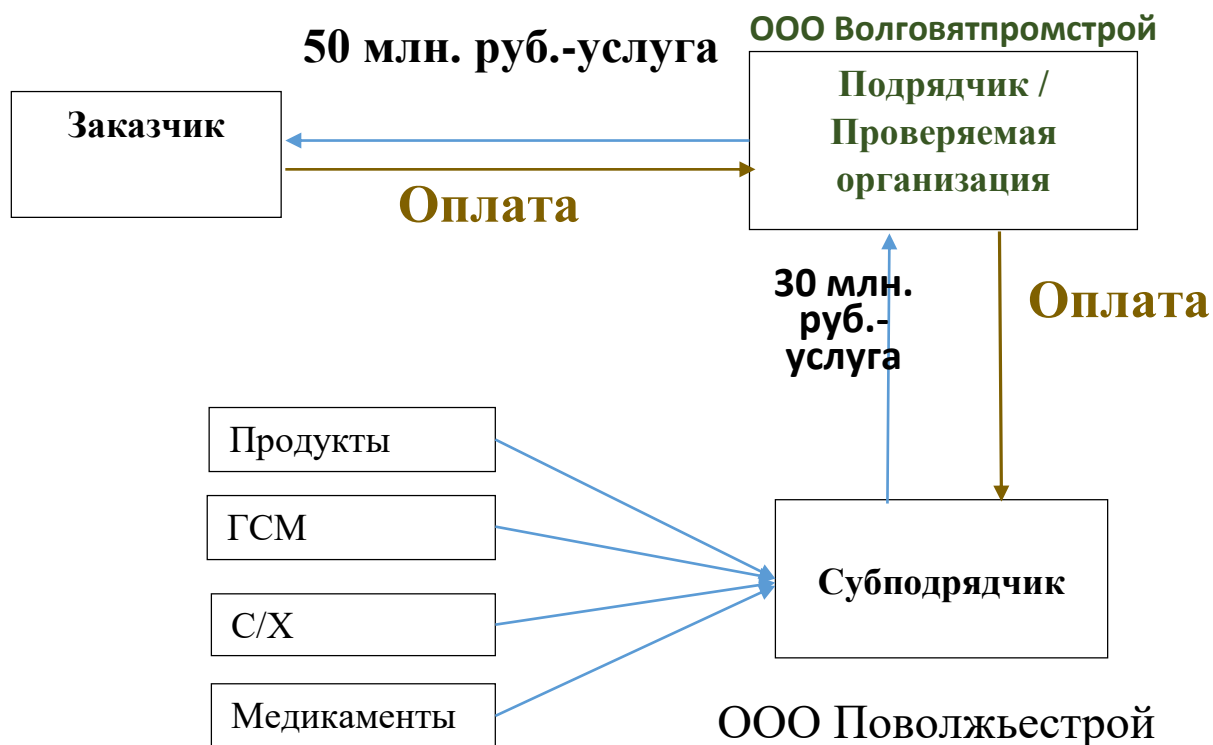 50 млн. руб.-услуга
ООО Волговятпромстрой
Заказчик
Подрядчик /
Проверяемая
организация
Оплата
30 млн.
руб.-
услуга
Оплата
Продукты
ГСМ
С/Х
Медикаменты
Субподрядчик
ООО Поволжьестрой